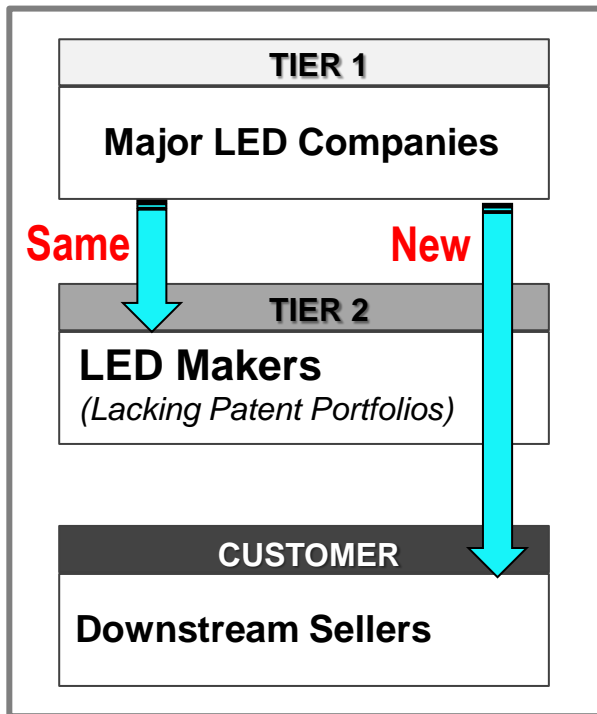 TIER 1
Major LED Companies
Same
New
TIER 2
LED Makers
(Lacking Patent Portfolios)
CUSTOMER
Downstream Sellers